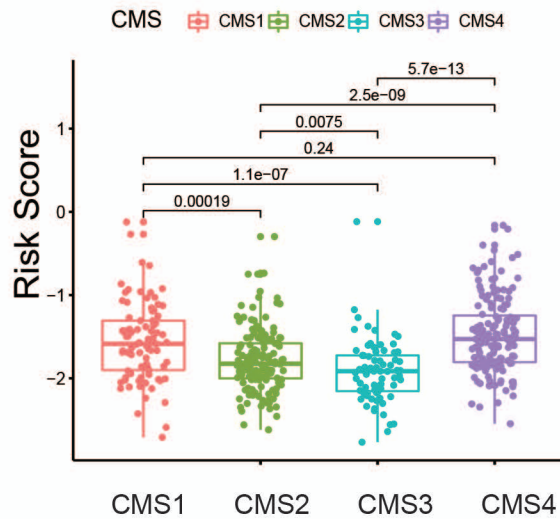 CMS CMS1 CMS2 CMS3 CMS4
5.7e−13
2.5e−09
0.0075
0.24
1.1e−07
0.00019
Risk Score
1
0
−1
−2
CMS1 CMS2 CMS3 CMS4